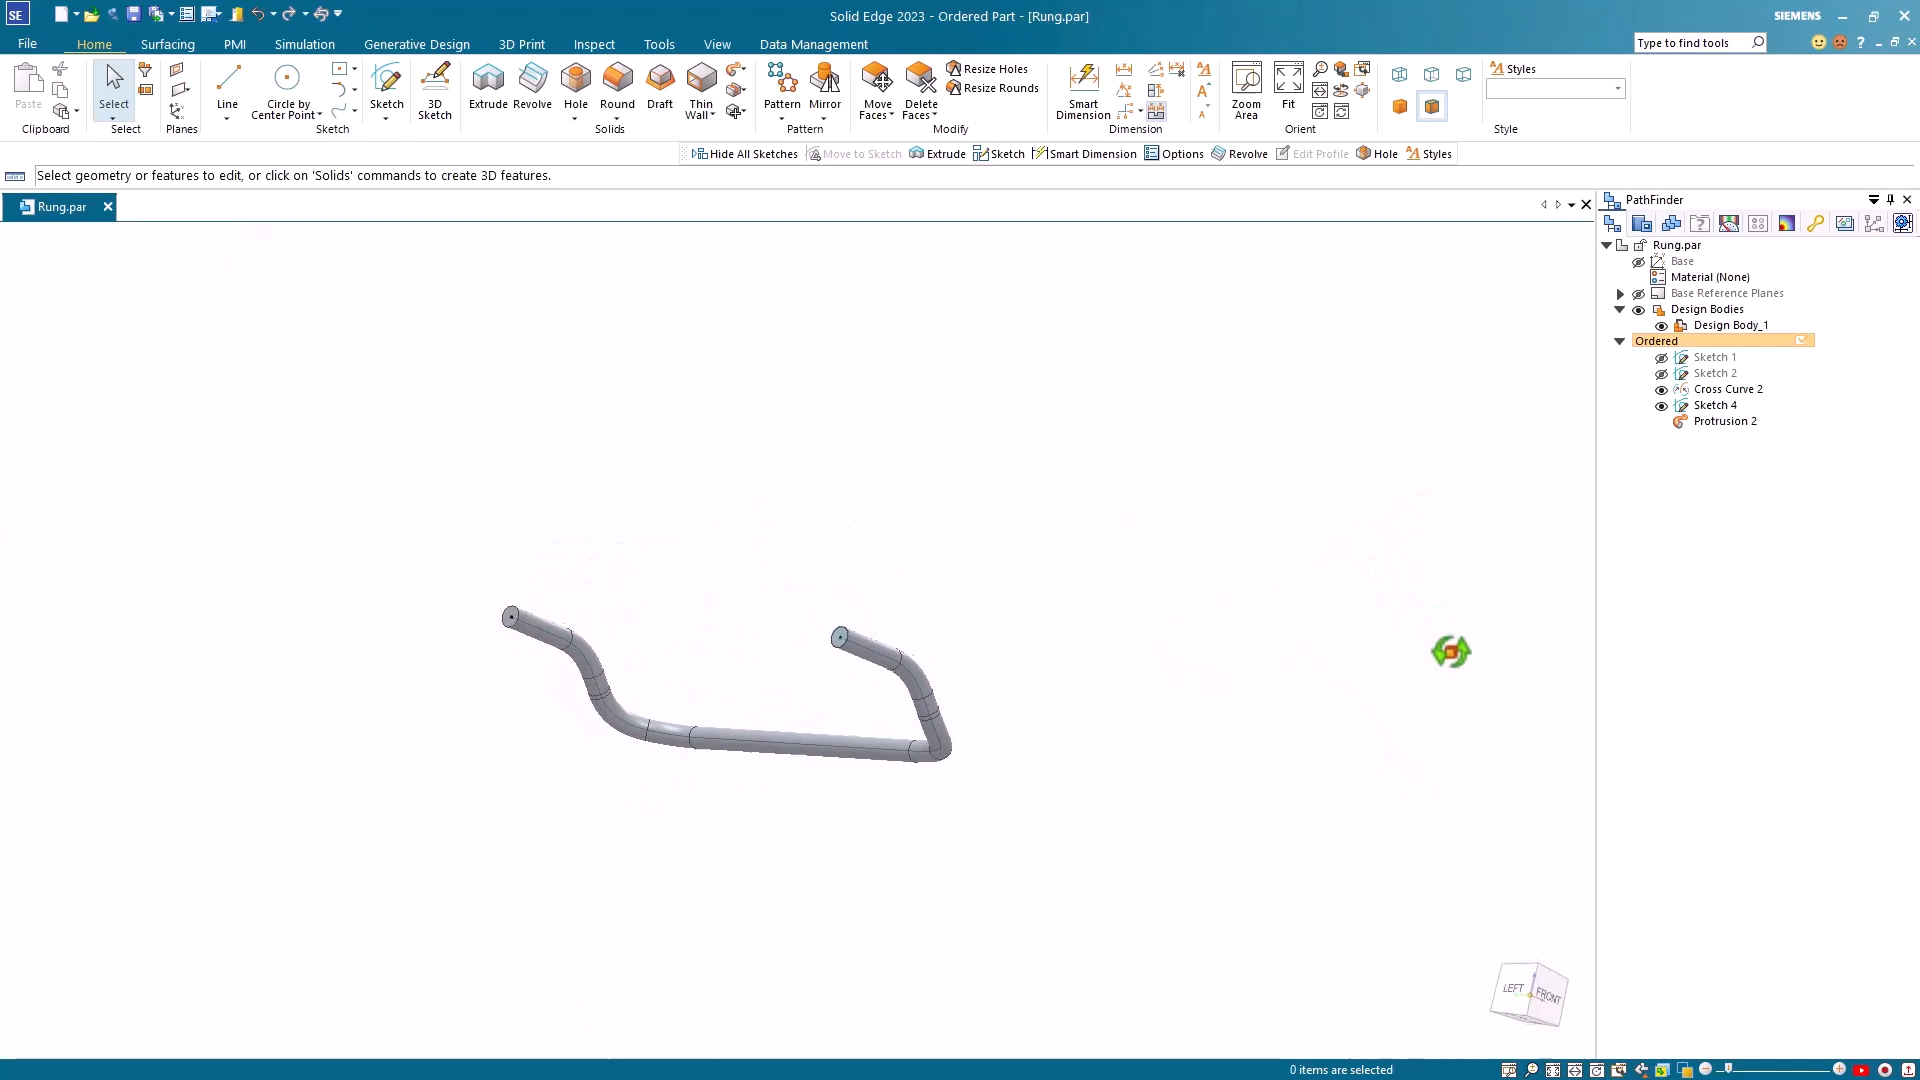 SE
Solid Edge 2023 - Ordered Part - [Rung.par]
SIEMENS
File
Home
Surfacing
PMI
Simulation
Generative Design
3D Print
Inspect
Tools
View
Data Management
Type to find tools
Paste
Clipboard
Select
Select
Planes
Line
Circle by
Center Point
Sketch
Sketch
3D
Sketch
Extrude
Revolve
Hole
Round
Draft
Thin
Wall
Solids
Pattern
Mirror
Pattern
Move
Faces
Delete
Faces
Resize Holes
Resize Rounds
Modify
Smart
Dimension
Dimension
Zoom
Area
Fit
Orient
Styles
Style
Hide All Sketches
Move to Sketch
Extrude
Sketch
Smart Dimension
Options
Revolve
Edit Profile
Hole
Styles
Select geometry or features to edit, or click on 'Solids' commands to create 3D features.
Rung.par
PathFinder
Rung.par
Base
Material (None)
Base Reference Planes
Design Bodies
Design Body_1
Ordered
Sketch 1
Sketch 2
Cross Curve 2
Sketch 4
Protrusion 2
LEFT
FRONT
0 items are selected